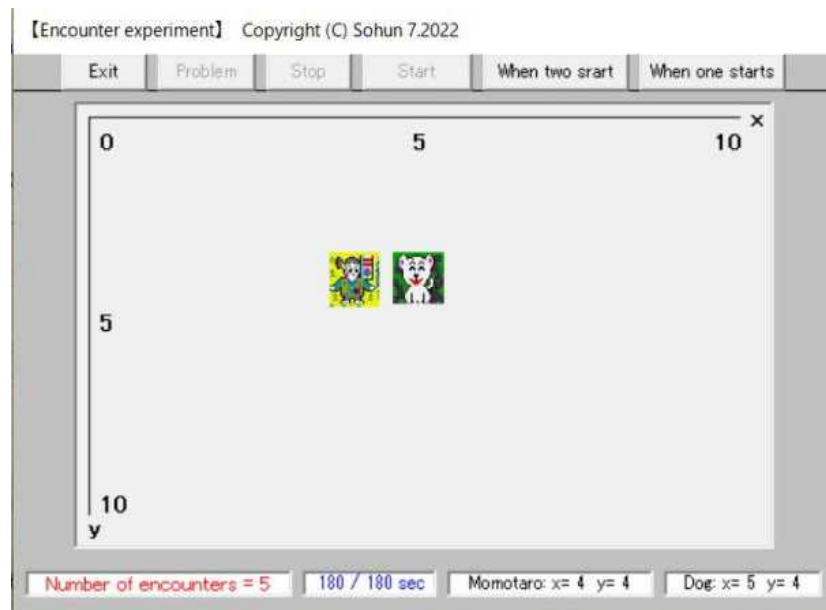 【Encounter experiment】 Copyright (C) Sohun 7.2022
Exit Problem Stop Start When two srart When one starts
x
0 5 10
5
10
y
Number of encounters = 5 180 / 180 sec Momotaro: x= 4 y= 4 Dog: x= 5 y= 4